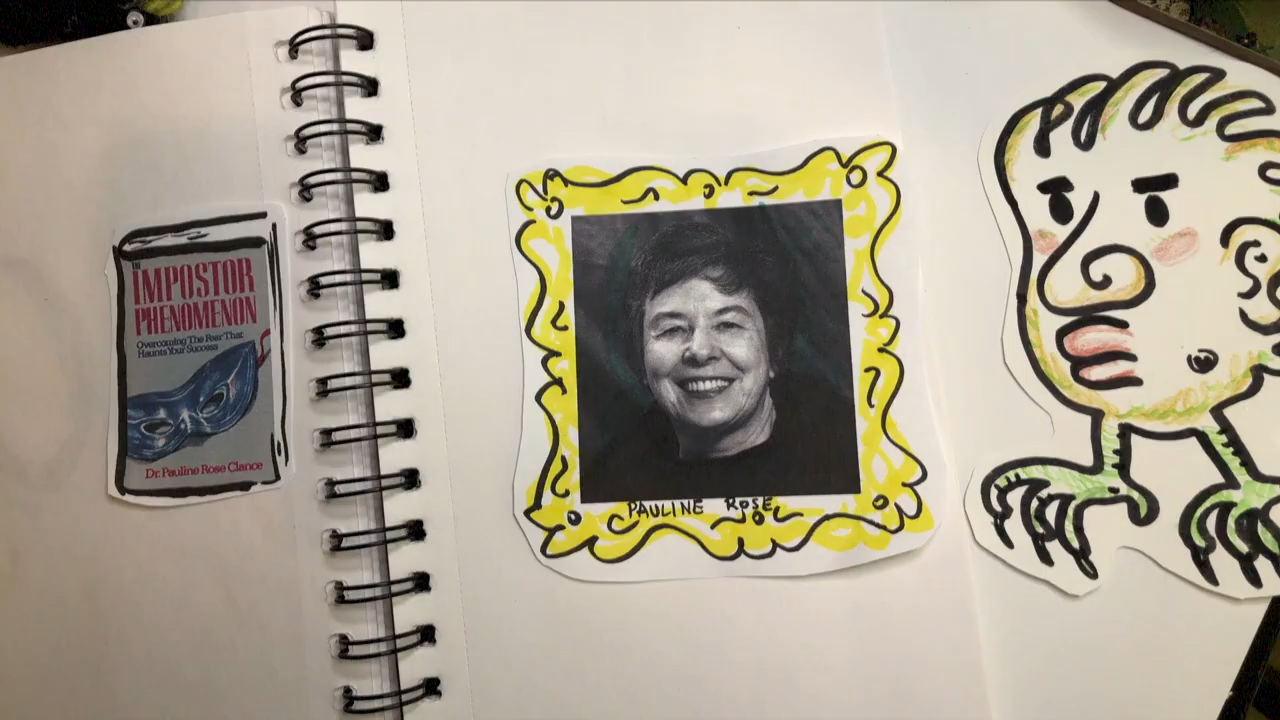 THE
IMPOSTOR
PHENOMENON
Overcoming The Fear That
Haunts Your Success
Dr. Pauline Rose Clance
PAULINE ROSE